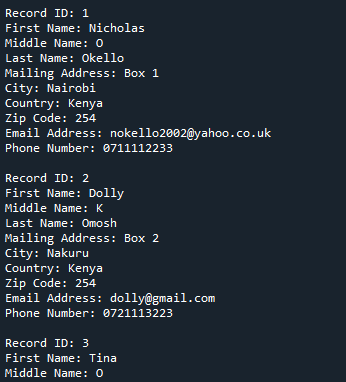 Record ID: 1
First Name: Nicholas
Middle Name: O
Last Name: Okello
Mailing Address: Box 1
City: Nairobi
Country: Kenya
Zip Code: 254
Email Address: nokello2002@yahoo.co.uk
Phone Number: 0711112233

Record ID: 2
First Name: Dolly
Middle Name: K
Last Name: Omosh
Mailing Address: Box 2
City: Nakuru
Country: Kenya
Zip Code: 254
Email Address: dolly@gmail.com
Phone Number: 0721113223

Record ID: 3
First Name: Tina
Middle Name: O